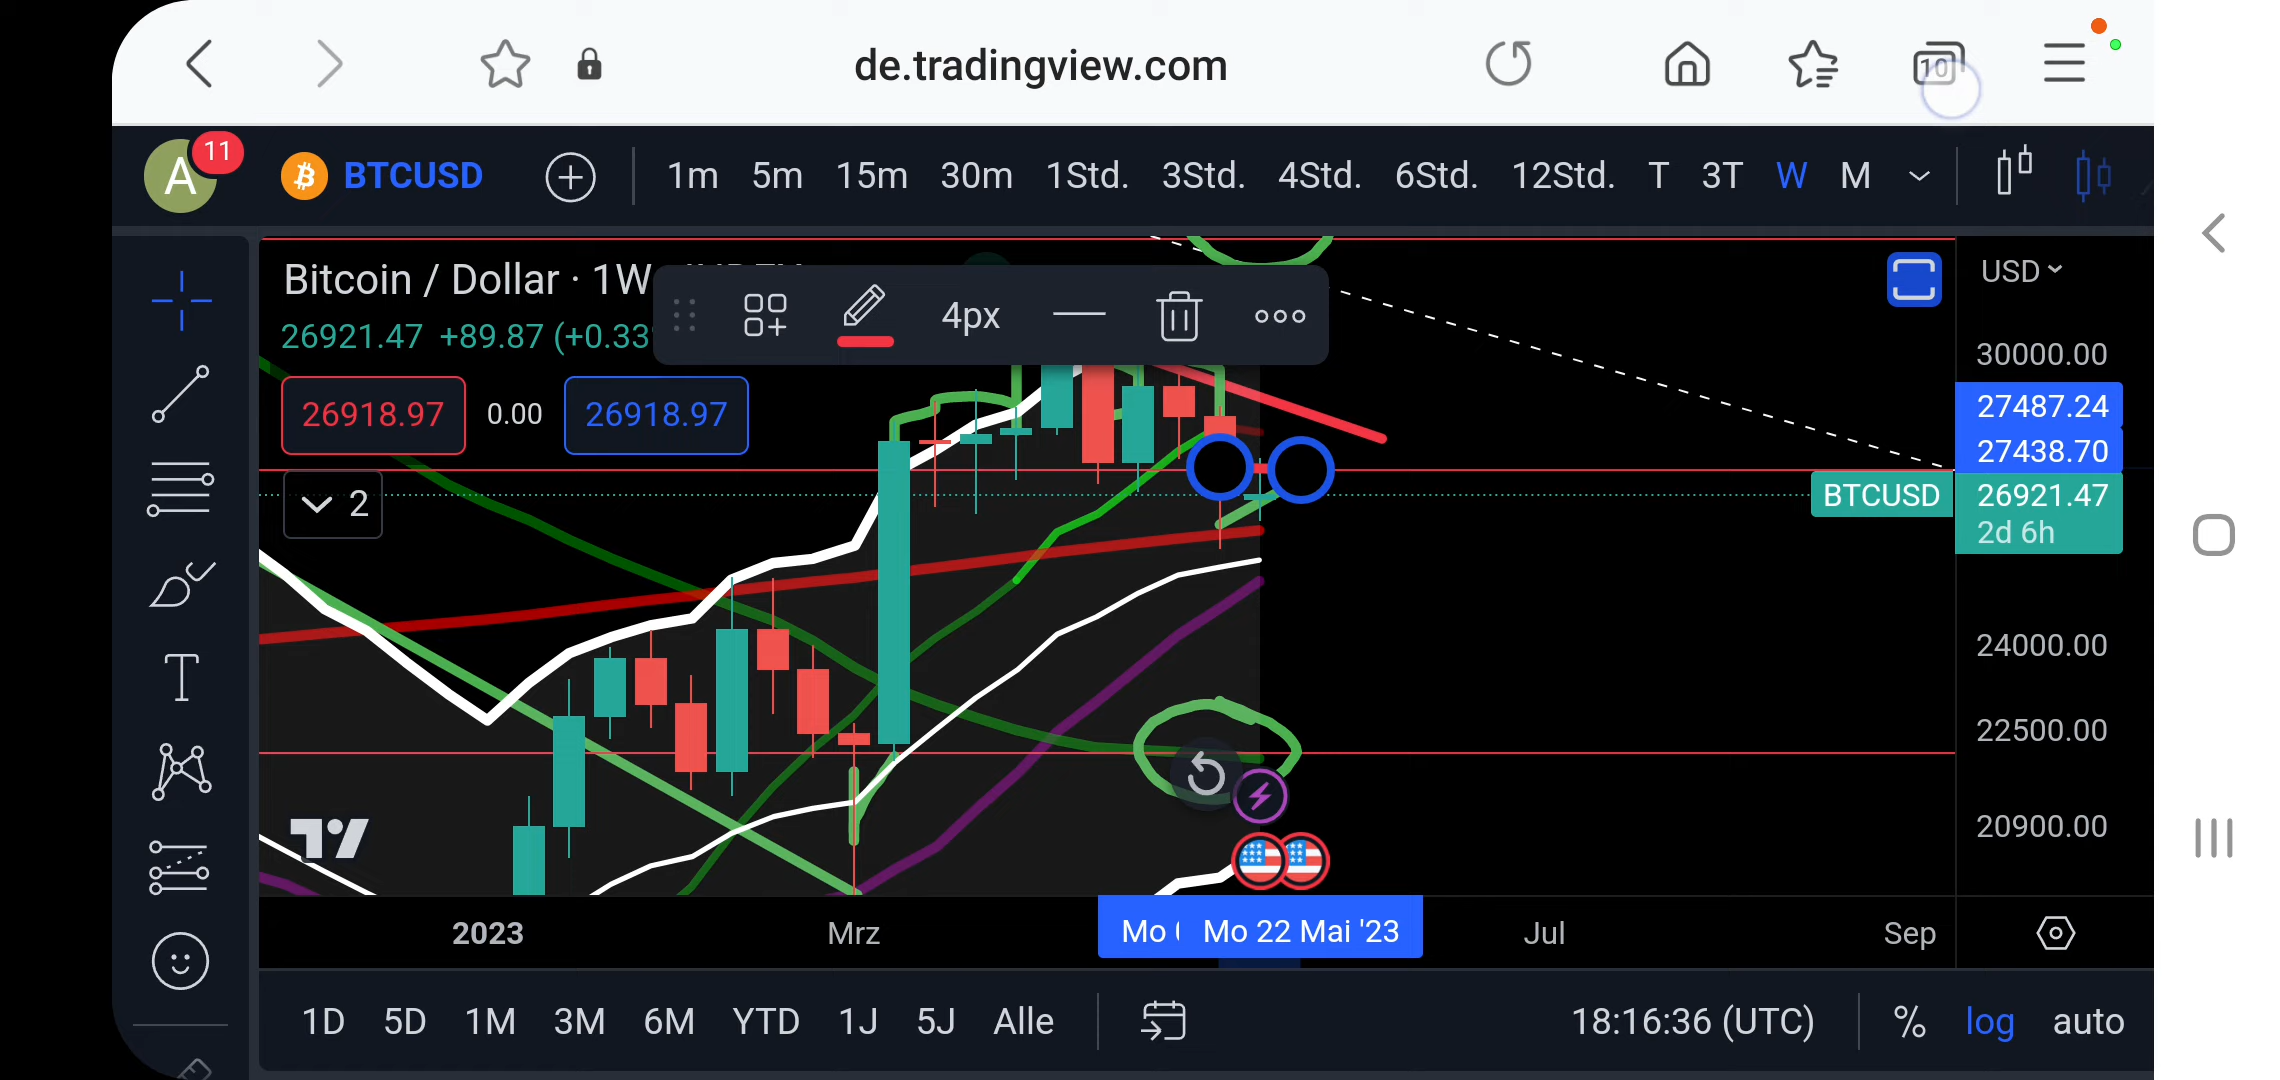 de.tradingview.com
10
A
11
BTCUSD
1m 5m 15m 30m 1Std. 3Std. 4Std. 6Std. 12Std. T 3T W M
Bitcoin / Dollar · 1W
26921.47 +89.87 (+0.33
4px
USD
26918.97 0.00 26918.97
2
30000.00
27487.24
27438.70
BTCUSD 26921.47
2d 6h
24000.00
22500.00
20900.00
2023 Mrz Mo Mo 22 Mai '23 Jul Sep
1D 5D 1M 3M 6M YTD 1J 5J Alle 18:16:36 (UTC) % log auto